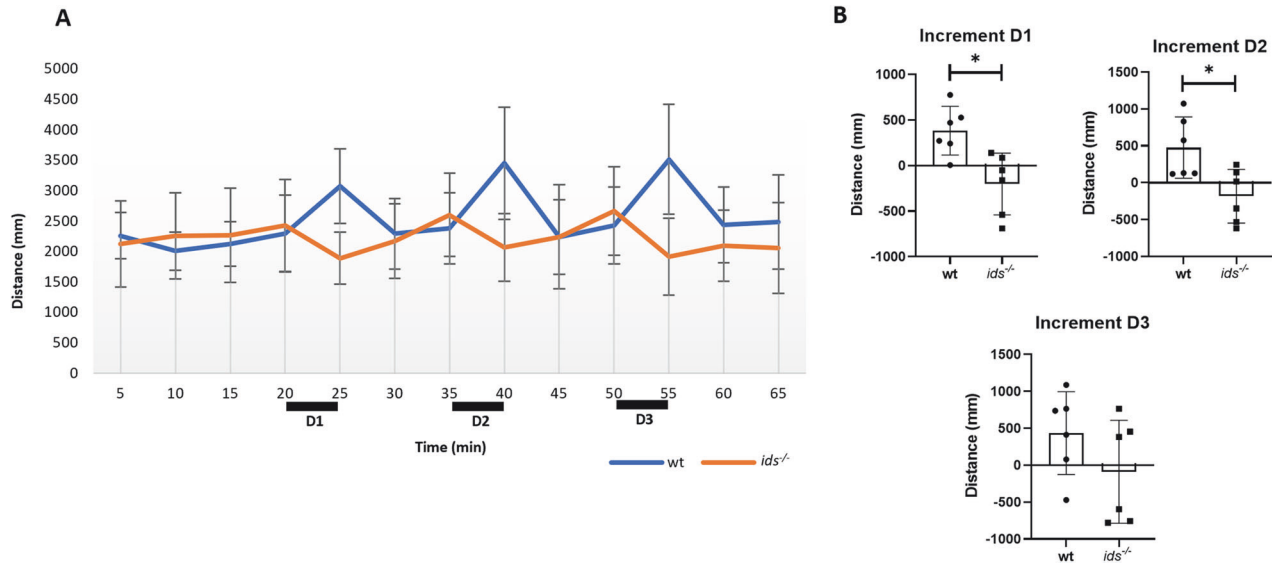 A
5000
4500
4000
3500
3000
2500
2000
1500
1000
500
0
Distance (mm)
5 10 15 20 25 30 35 40 45 50 55 60 65
D1 D2 D3
Time (min)
wt ids-/-
B
Increment D1
*
1000
500
0
-500
-1000
Distance (mm)
wt ids-/-
Increment D2
*
1500
1000
500
0
-500
-1000
Distance (mm)
wt ids-/-
Increment D3
1500
1000
500
0
-500
-1000
Distance (mm)
wt ids-/-